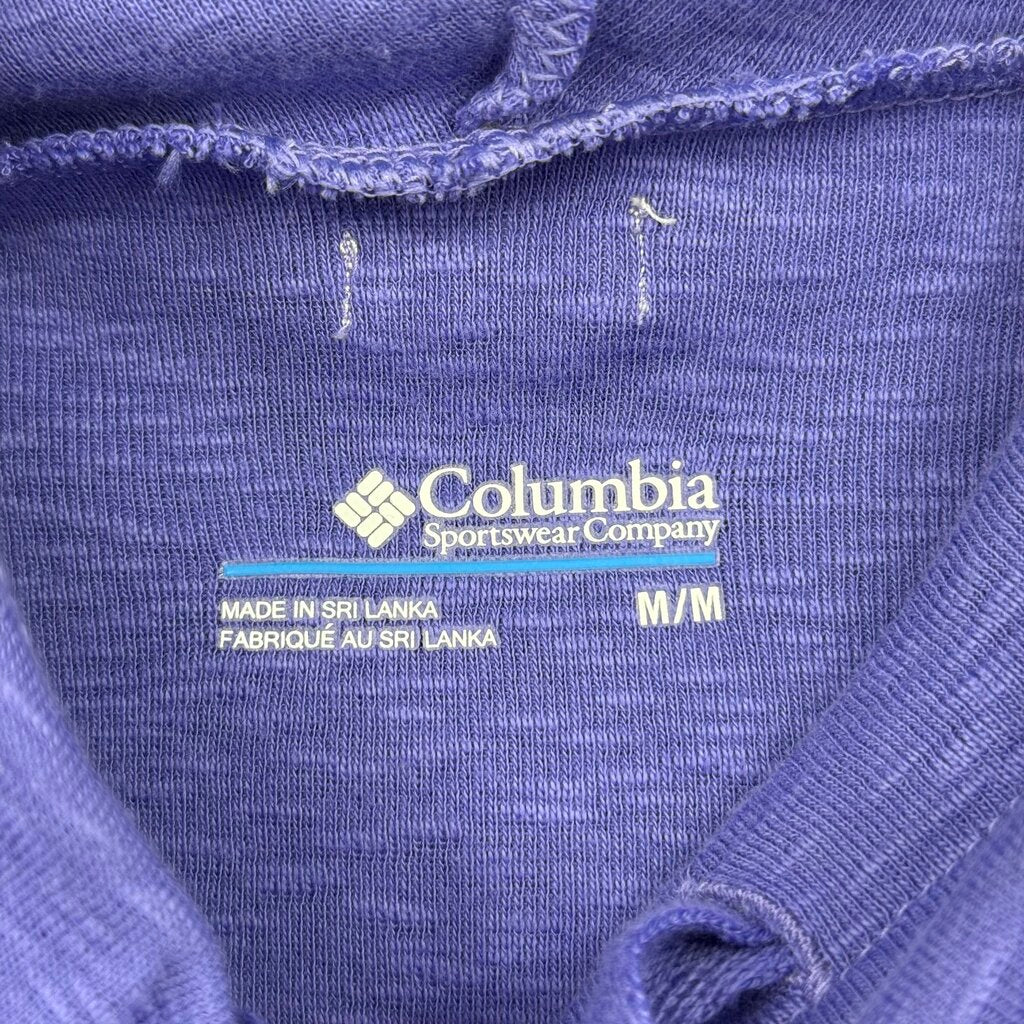 Columbia
Sportswear Company
MADE IN SRI LANKA
FABRIQUÉ AU SRI LANKA
M/M